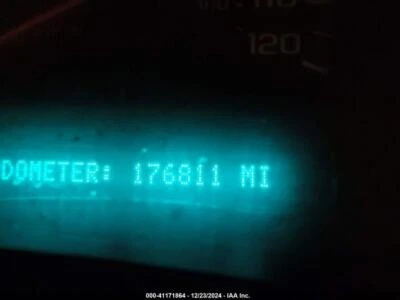 120
DOMETER: 176811 MI
000-41171864 - 12/23/2024 - IAA Inc.